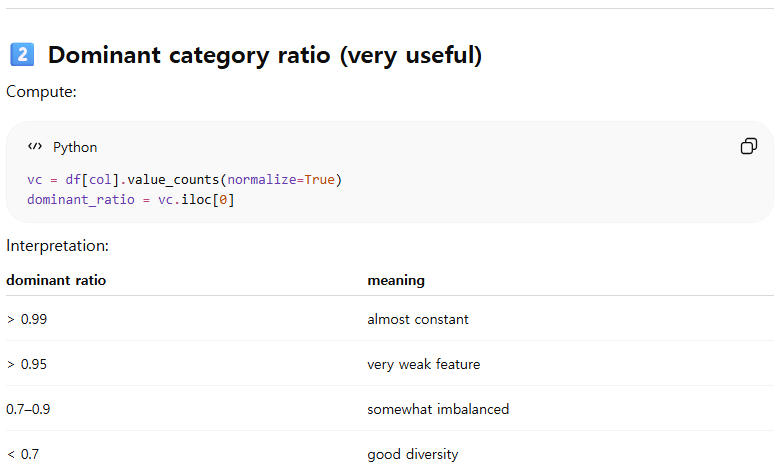 2 Dominant category ratio (very useful)
Compute:
</> Python
vc = df[col].value_counts(normalize=True)
dominant_ratio = vc.iloc[0]
Interpretation:
dominant ratio meaning
> 0.99 almost constant
> 0.95 very weak feature
0.7–0.9 somewhat imbalanced
< 0.7 good diversity